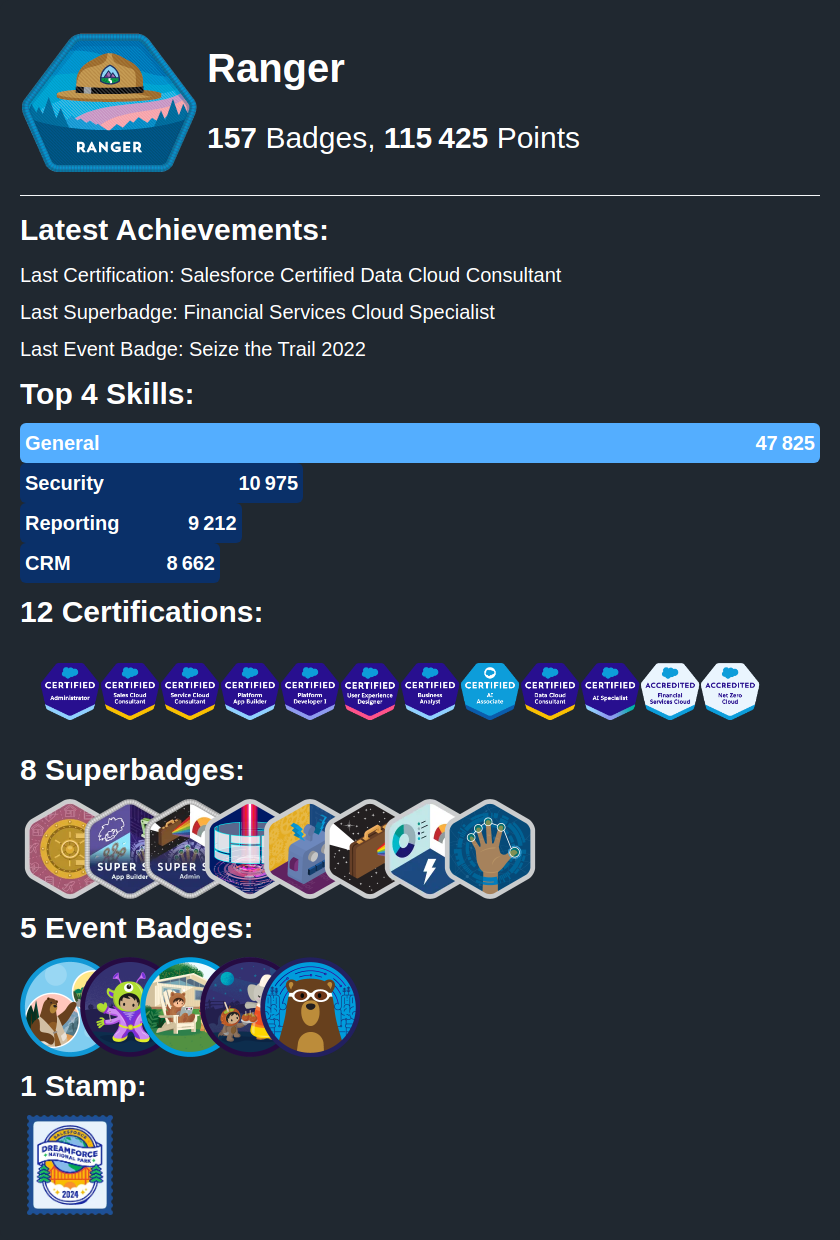 RANGER
Ranger
157 Badges, 115 425 Points
Latest Achievements:
Last Certification: Salesforce Certified Data Cloud Consultant
Last Superbadge: Financial Services Cloud Specialist
Last Event Badge: Seize the Trail 2022
Top 4 Skills:
General 47 825
Security 10 975
Reporting 9 212
CRM 8 662
12 Certifications:
CERTIFIED
Administrator
CERTIFIED
Sales Cloud
Consultant
CERTIFIED
Service Cloud
Consultant
CERTIFIED
Platform
App Builder
CERTIFIED
Platform
Developer I
CERTIFIED
User Experience
Designer
CERTIFIED
Business
Analyst
CERTIFIED
AI
Associate
CERTIFIED
Data Cloud
Consultant
CERTIFIED
AI Specialist
ACCREDITED
Financial
Services Cloud
ACCREDITED
Net Zero
Cloud
8 Superbadges:
SUPER S
App Builder
SUPER S
Admin
5 Event Badges:
1 Stamp:
SALESFORCE
DREAMFORCE
NATIONAL PARK
2024